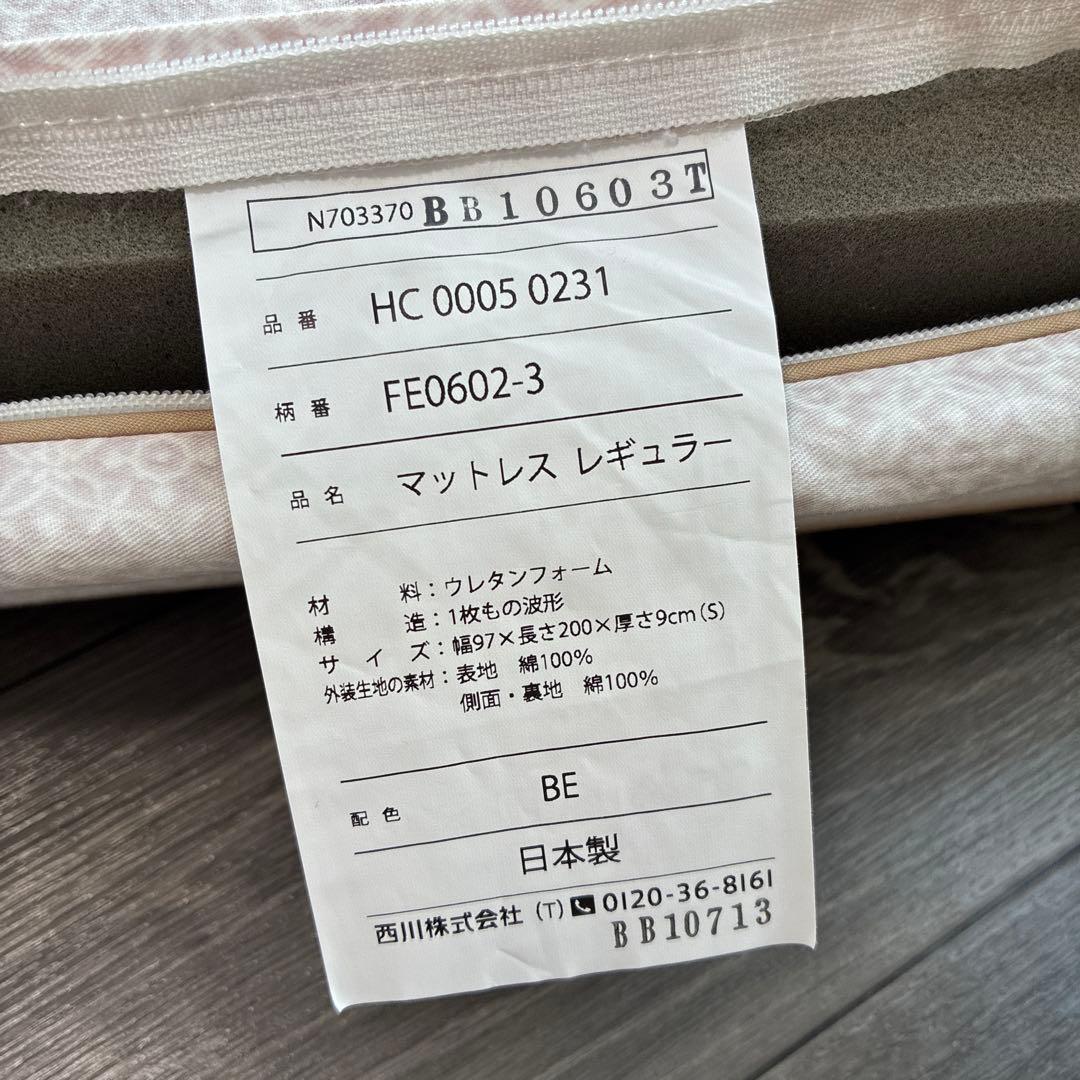 N703370 BB10603T
品番 HC 0005 0231
柄番 FE0602-3
品名 マットレス レギュラー
材料：ウレタンフォーム
構造：1枚もの波形
サイズ：幅97×長さ200×厚さ9cm（S）
外装生地の素材：表地 綿100%
側面・裏地 綿100%
配色 BE
日本製
西川株式会社（T）0120-36-8161
BB10713